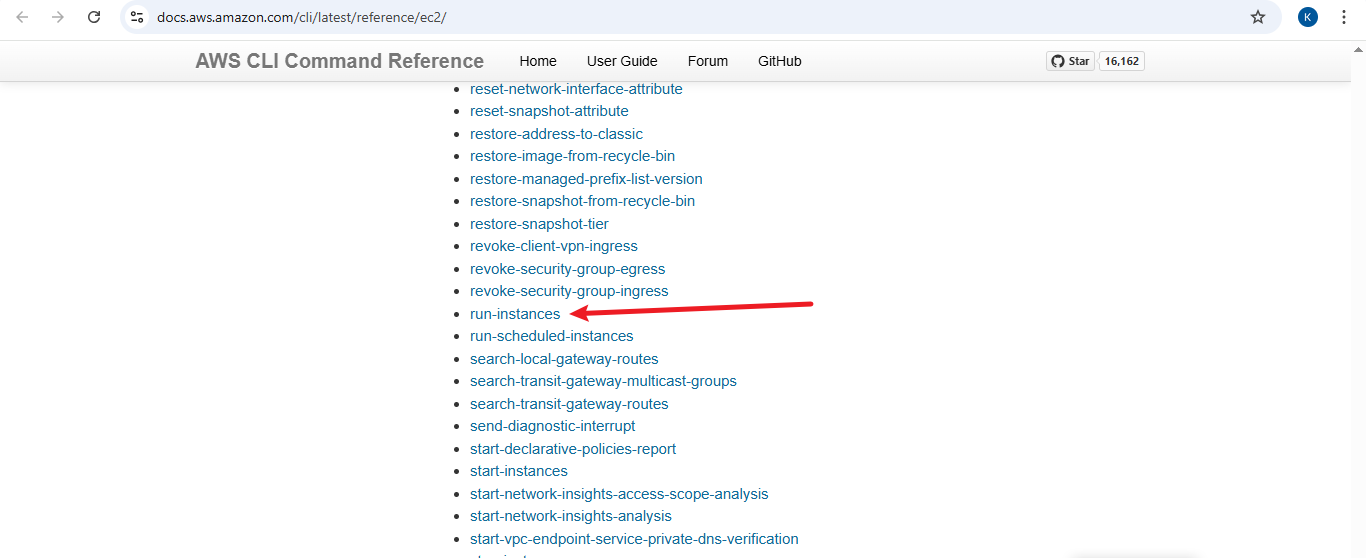 docs.aws.amazon.com/cli/latest/reference/ec2/
K
AWS CLI Command Reference Home User Guide Forum GitHub Star 16,162
reset-network-interface-attribute
reset-snapshot-attribute
restore-address-to-classic
restore-image-from-recycle-bin
restore-managed-prefix-list-version
restore-snapshot-from-recycle-bin
restore-snapshot-tier
revoke-client-vpn-ingress
revoke-security-group-egress
revoke-security-group-ingress
run-instances
run-scheduled-instances
search-local-gateway-routes
search-transit-gateway-multicast-groups
search-transit-gateway-routes
send-diagnostic-interrupt
start-declarative-policies-report
start-instances
start-network-insights-access-scope-analysis
start-network-insights-analysis
start-vpc-endpoint-service-private-dns-verification